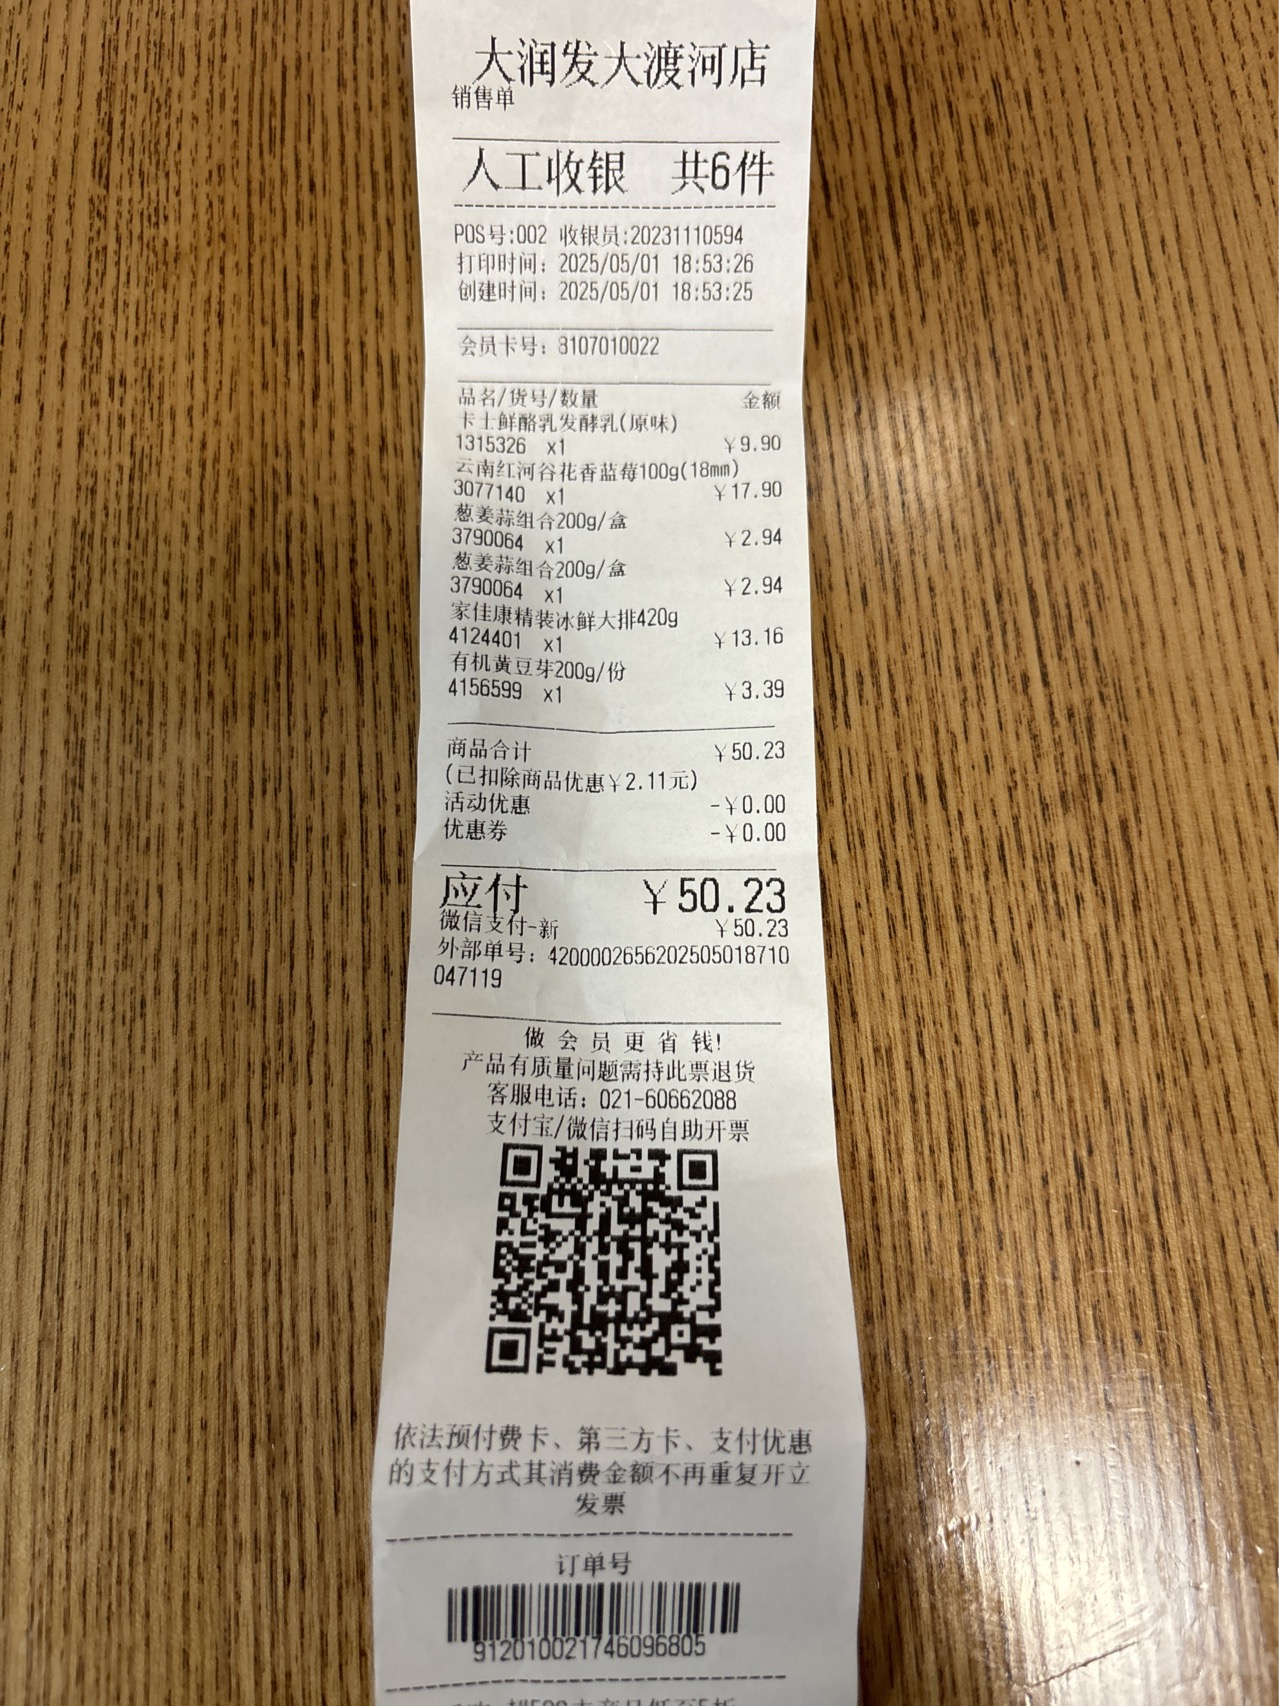 大润发大渡河店
销售单
人工收银 共6件
POS号:002 收银员:20231110594
打印时间：2025/05/01 18:53:26
创建时间：2025/05/01 18:53:25
会员卡号：8107010022
品名/货号/数量 金额
卡士鲜酪乳发酵乳(原味)
1315326 x1 ￥9.90
云南红河谷花香蓝莓100g(18mm)
3077140 x1 ￥17.90
葱姜蒜组合200g/盒
3790064 x1 ￥2.94
葱姜蒜组合200g/盒
3790064 x1 ￥2.94
家佳康精装冰鲜大排420g
4124401 x1 ￥13.16
有机黄豆芽200g/份
4156599 x1 ￥3.39
商品合计 ￥50.23
(已扣除商品优惠￥2.11元)
活动优惠 -￥0.00
优惠券 -￥0.00
应付 ￥50.23
微信支付-新 ￥50.23
外部单号：4200002656202505018710
047119
做会员更省钱!
产品有质量问题需持此票退货
客服电话：021-60662088
支付宝/微信扫码自助开票
依法预付费卡、第三方卡、支付优惠
的支付方式其消费金额不再重复开立
发票
订单号
912010021746096805